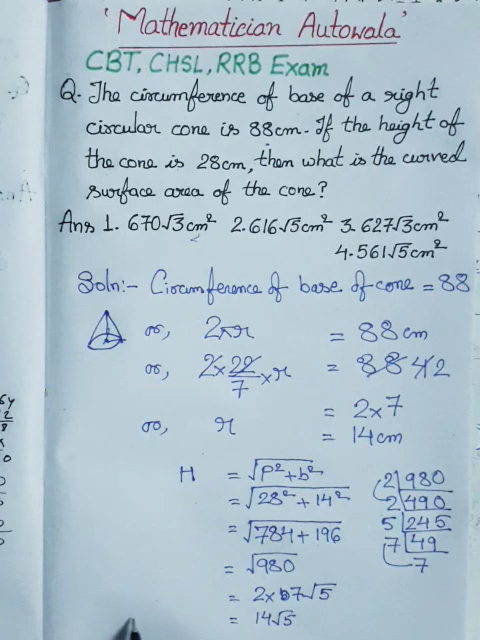 'Mathematician Autowala'
CBT, CHSL, RRB Exam
Q. The circumference of base of a right
circular cone is 88cm. If the height of
the cone is 28cm, then what is the curved
surface area of the cone?
Ans 1. 670√3cm² 2. 616√5cm² 3. 627√3cm²
4. 561√5cm²
Soln:- Circumference of base of cone = 88
or, 2πr = 88cm
or, 2×22/7×r = 88 42
= 2×7
or, r = 14cm
H = √P²+b²
= √28²+14²
= √784+196
= √980
= 2×7√5
= 14√5
2|980
2|490
5|245
7|49
7